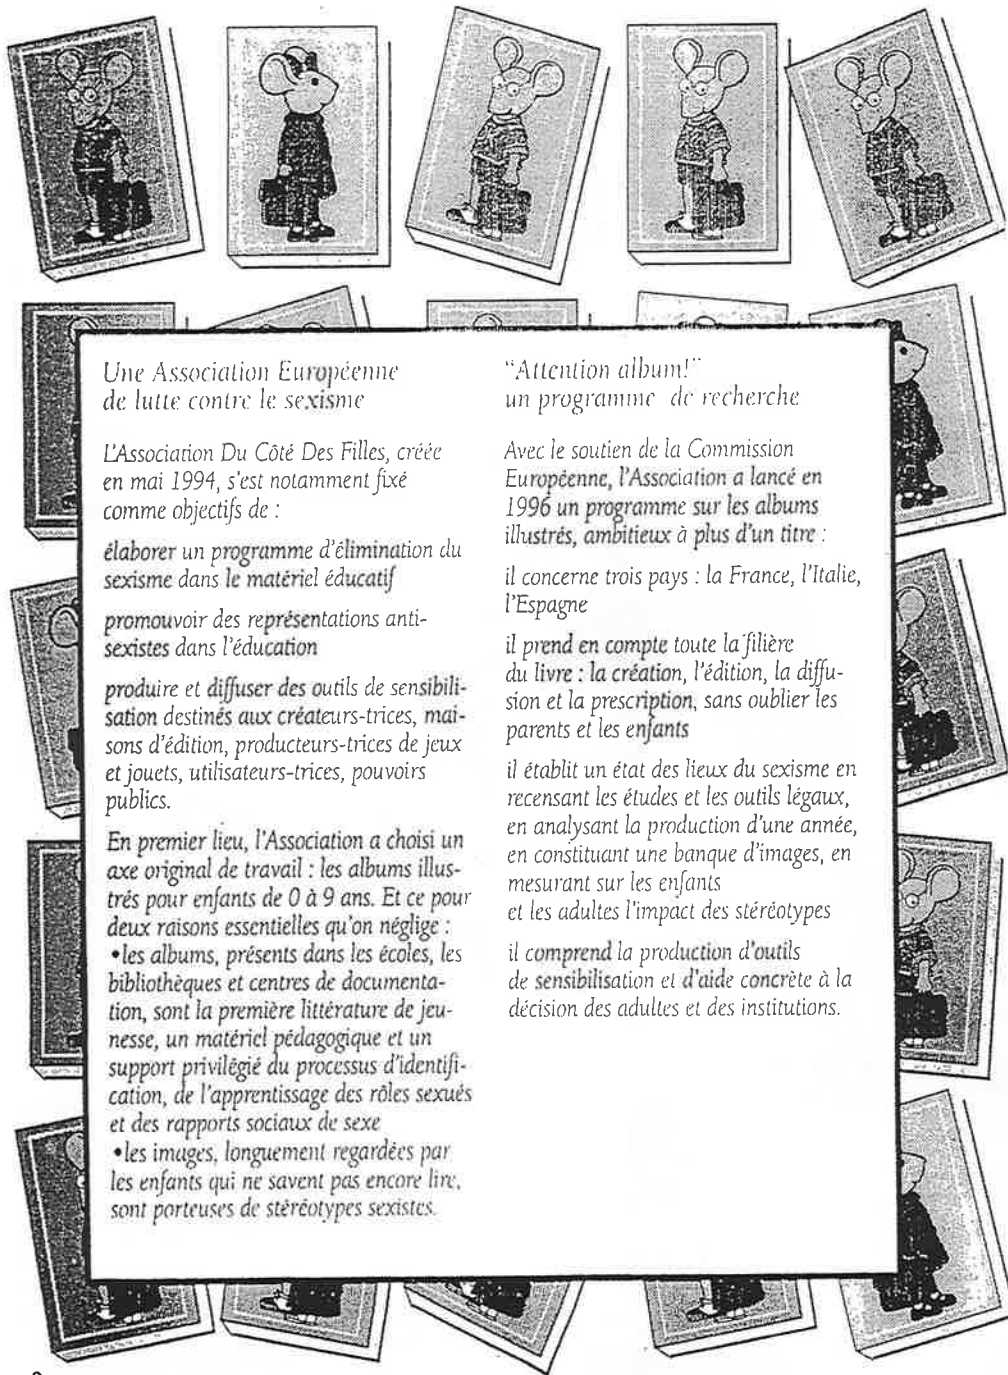 Une Association Européenne
de lutte contre le sexisme
L'Association Du Côté Des Filles, créée
en mai 1994, s'est notamment fixé
comme objectifs de :
élaborer un programme d'élimination du
sexisme dans le matériel éducatif
promouvoir des représentations anti-
sexistes dans l'éducation
produire et diffuser des outils de sensibili-
sation destinés aux créateurs-trices, mai-
sons d'édition, producteurs-trices de jeux
et jouets, utilisateurs-trices, pouvoirs
publics.
En premier lieu, l'Association a choisi un
axe original de travail : les albums illus-
trés pour enfants de 0 à 9 ans. Et ce pour
deux raisons essentielles qu'on néglige :
•les albums, présents dans les écoles, les
bibliothèques et centres de documenta-
tion, sont la première littérature de jeu-
nesse, un matériel pédagogique et un
support privilégié du processus d'identifi-
cation, de l'apprentissage des rôles sexués
et des rapports sociaux de sexe
•les images, longuement regardées par
les enfants qui ne savent pas encore lire,
sont porteuses de stéréotypes sexistes.
"Attention album!"
un programme de recherche
Avec le soutien de la Commission
Européenne, l'Association a lancé en
1996 un programme sur les albums
illustrés, ambitieux à plus d'un titre :
il concerne trois pays : la France, l'Italie,
l'Espagne
il prend en compte toute la filière
du livre : la création, l'édition, la diffu-
sion et la prescription, sans oublier les
parents et les enfants
il établit un état des lieux du sexisme en
recensant les études et les outils légaux,
en analysant la production d'une année,
en constituant une banque d'images, en
mesurant sur les enfants
et les adultes l'impact des stéréotypes
il comprend la production d'outils
de sensibilisation et d'aide concrète à la
décision des adultes et des institutions.